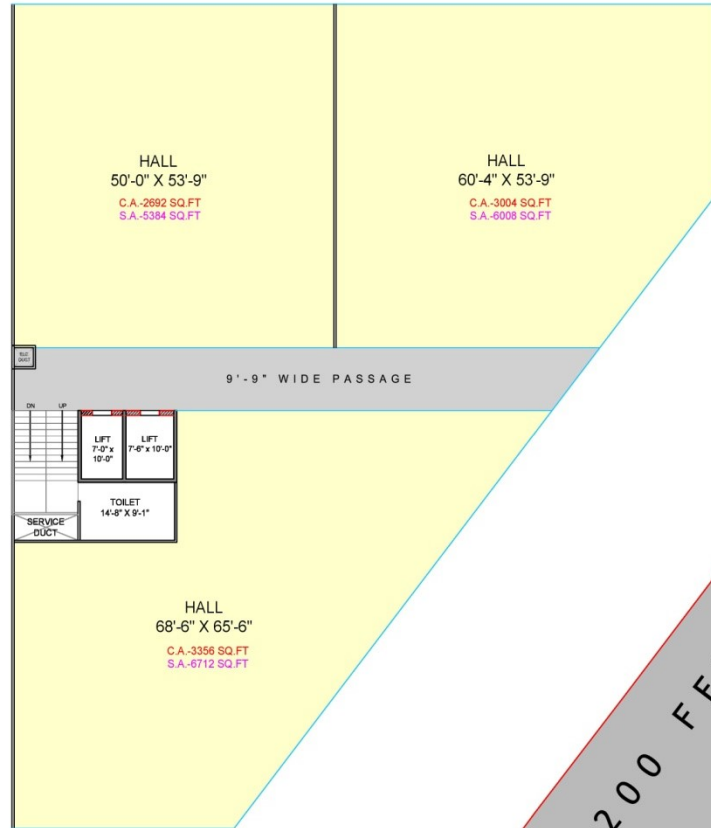 HALL
50'-0" X 53'-9"
C.A.-2692 SQ.FT
S.A.-5384 SQ.FT
HALL
60'-4" X 53'-9"
C.A.-3004 SQ.FT
S.A.-6008 SQ.FT
ELE
DUCT
9'-9" WIDE PASSAGE
DN
UP
LIFT
7'-0" x
10'-0"
LIFT
7'-6" x 10'-0"
TOILET
14'-8" X 9'-1"
SERVICE
DUCT
HALL
68'-6" X 65'-6"
C.A.-3356 SQ.FT
S.A.-6712 SQ.FT
200 FE